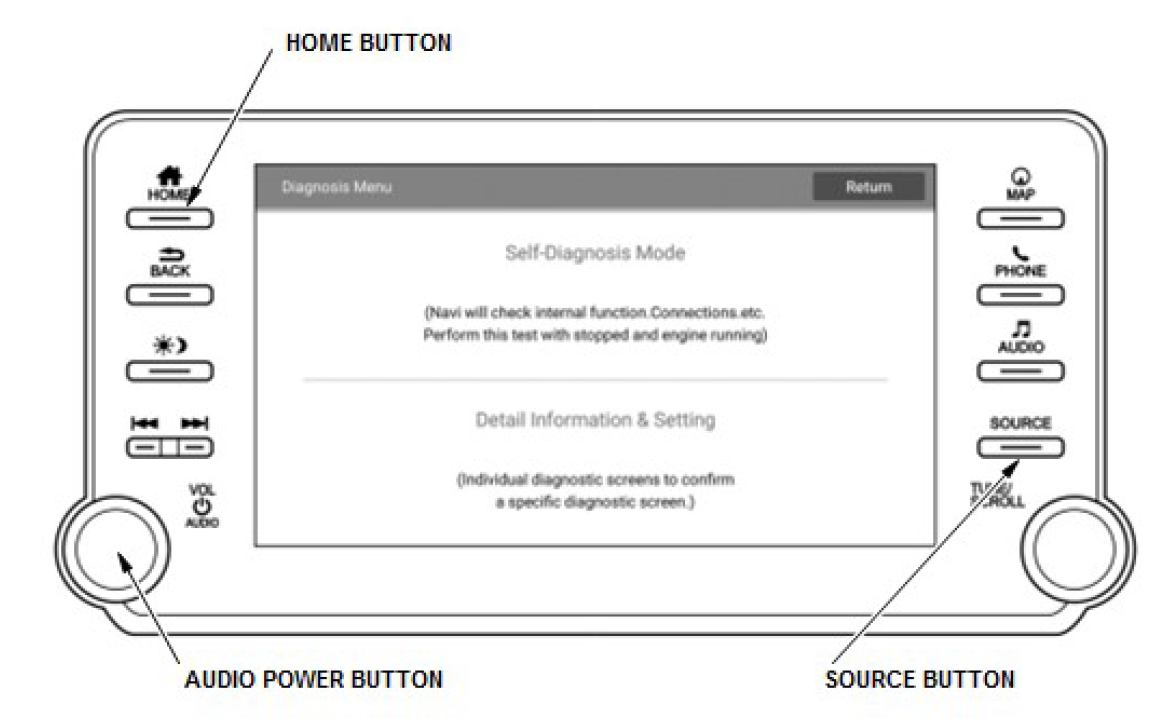 HOME BUTTON
HOME
BACK
VOL
AUDIO
Diagnosis Menu
Return
Self-Diagnosis Mode
(Navi will check internal function.Connections.etc.
Perform this test with stopped and engine running)
Detail Information & Setting
(Individual diagnostic screens to confirm
a specific diagnostic screen.)
MAP
PHONE
AUDIO
SOURCE
TUNE/
SCROLL
AUDIO POWER BUTTON
SOURCE BUTTON